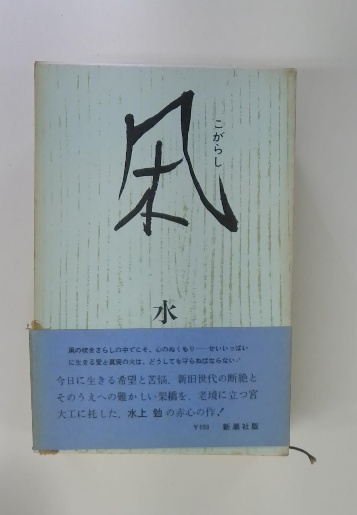 凩
こがらし
水
凩の吹きさらしの中でこそ、心のぬくもり──せいいっぱい
に生きる愛と真実の火は、どうしても守らねばならない!
今日に生きる希望と苦悩、新旧世代の断絶と
そのうえへの難かしい架橋を、老境に立つ宮
大工に托した、水上 勉の赤心の作!
新潮社版